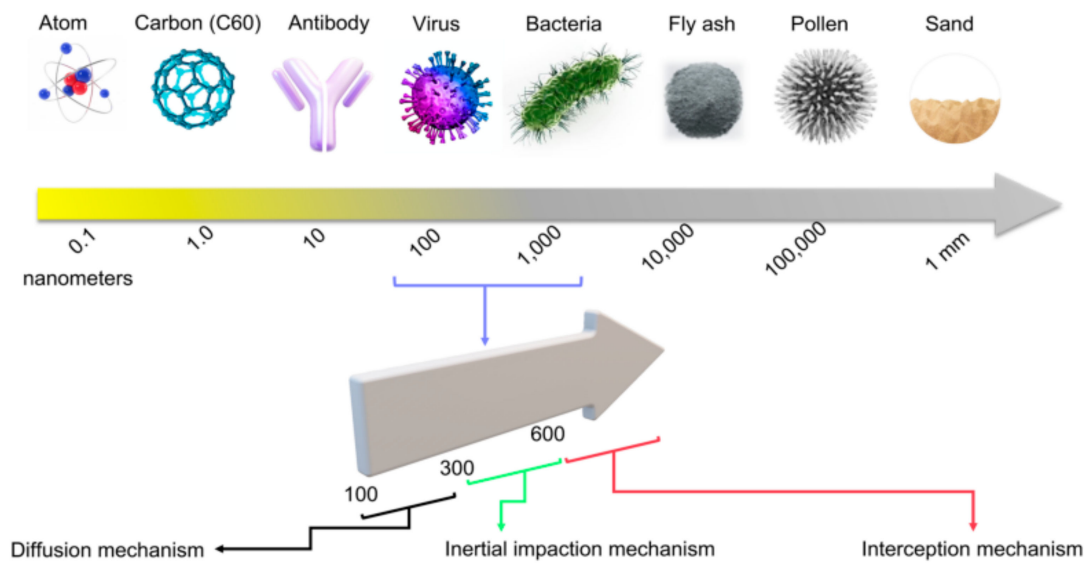 Atom
Carbon (C60)
Antibody
Virus
Bacteria
Fly ash
Pollen
Sand
0.1
1.0
10
100
1,000
10,000
100,000
1 mm
nanometers
600
300
100
Diffusion mechanism
Inertial impaction mechanism
Interception mechanism